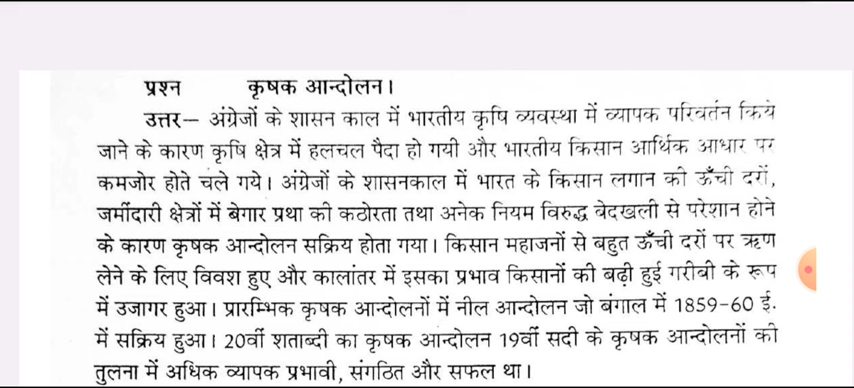 प्रश्न कृषक आन्दोलन।
उत्तर— अंग्रेजों के शासन काल में भारतीय कृषि व्यवस्था में व्यापक परिवर्तन किये
जाने के कारण कृषि क्षेत्र में हलचल पैदा हो गयी और भारतीय किसान आर्थिक आधार पर
कमजोर होते चले गये। अंग्रेजों के शासनकाल में भारत के किसान लगान की ऊँची दरों,
जमींदारी क्षेत्रों में बेगार प्रथा की कठोरता तथा अनेक नियम विरुद्ध बेदखली से परेशान होने
के कारण कृषक आन्दोलन सक्रिय होता गया। किसान महाजनों से बहुत ऊँची दरों पर ऋण
लेने के लिए विवश हुए और कालांतर में इसका प्रभाव किसानों की बढ़ी हुई गरीबी के रूप
में उजागर हुआ। प्रारम्भिक कृषक आन्दोलनों में नील आन्दोलन जो बंगाल में 1859-60 ई.
में सक्रिय हुआ। 20वीं शताब्दी का कृषक आन्दोलन 19वीं सदी के कृषक आन्दोलनों की
तुलना में अधिक व्यापक प्रभावी, संगठित और सफल था।